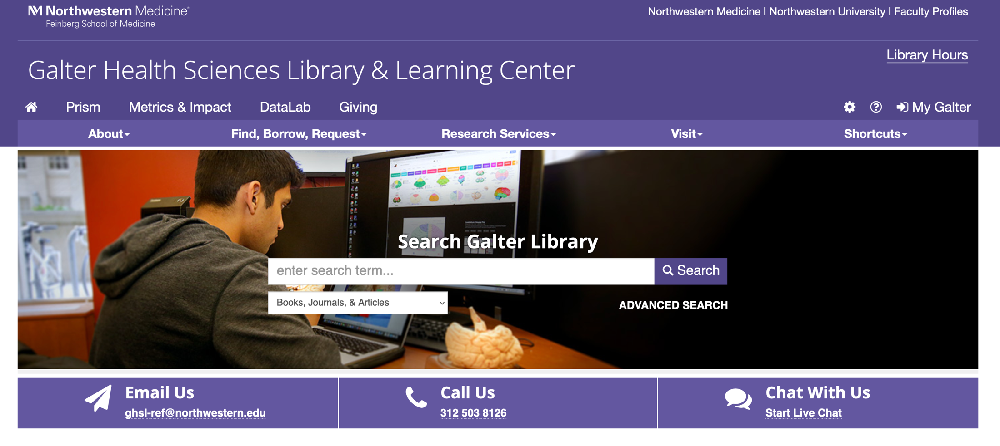 Northwestern Medicine®
Feinberg School of Medicine
Northwestern Medicine | Northwestern University | Faculty Profiles
Library Hours
Galter Health Sciences Library & Learning Center
Prism Metrics & Impact DataLab Giving
My Galter
About Find, Borrow, Request Research Services Visit Shortcuts
Search Galter Library
enter search term...
Search
Books, Journals, & Articles
ADVANCED SEARCH
Email Us
ghsl-ref@northwestern.edu
Call Us
312 503 8126
Chat With Us
Start Live Chat